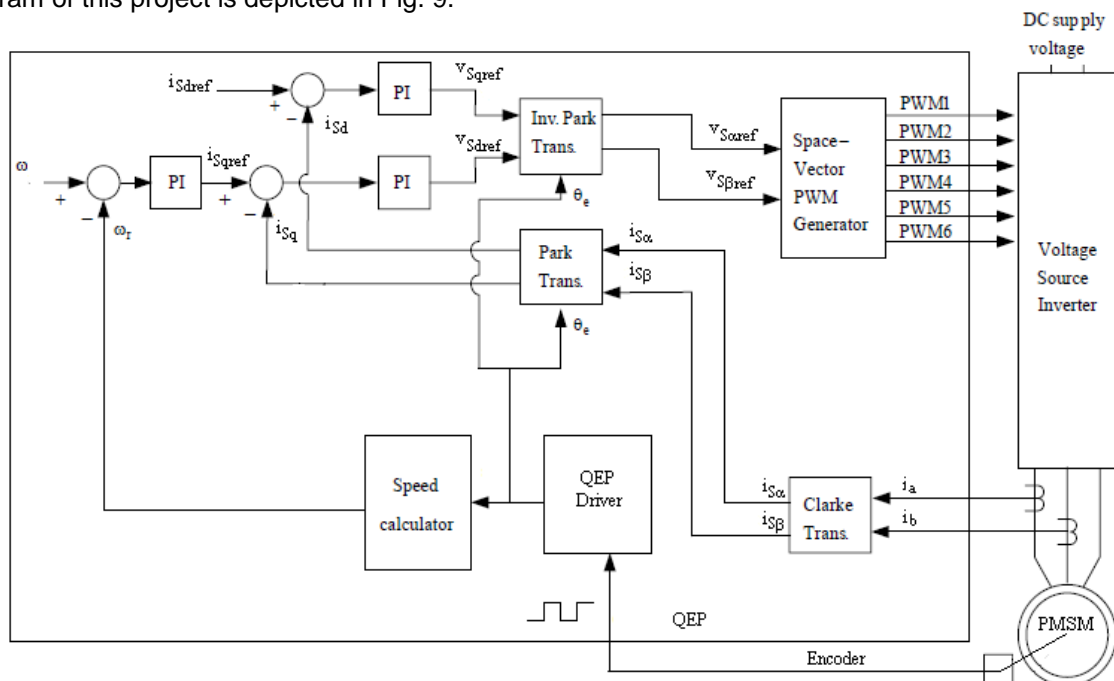 ram of this project is depicted in Fig. 9.
DC supply
voltage
iSdref
+
−
iSd
PI
vSqref
Inv. Park
Trans.
θe
vSαref
vSβref
Space−
Vector
PWM
Generator
PWM1
PWM2
PWM3
PWM4
PWM5
PWM6
Voltage
Source
Inverter
ω
+
−
ωr
PI
iSqref
+
−
iSq
PI
vSdref
Park
Trans.
θe
iSα
iSβ
Speed
calculator
QEP
Driver
iSα
iSβ
Clarke
Trans.
ia
ib
QEP
PMSM
Encoder